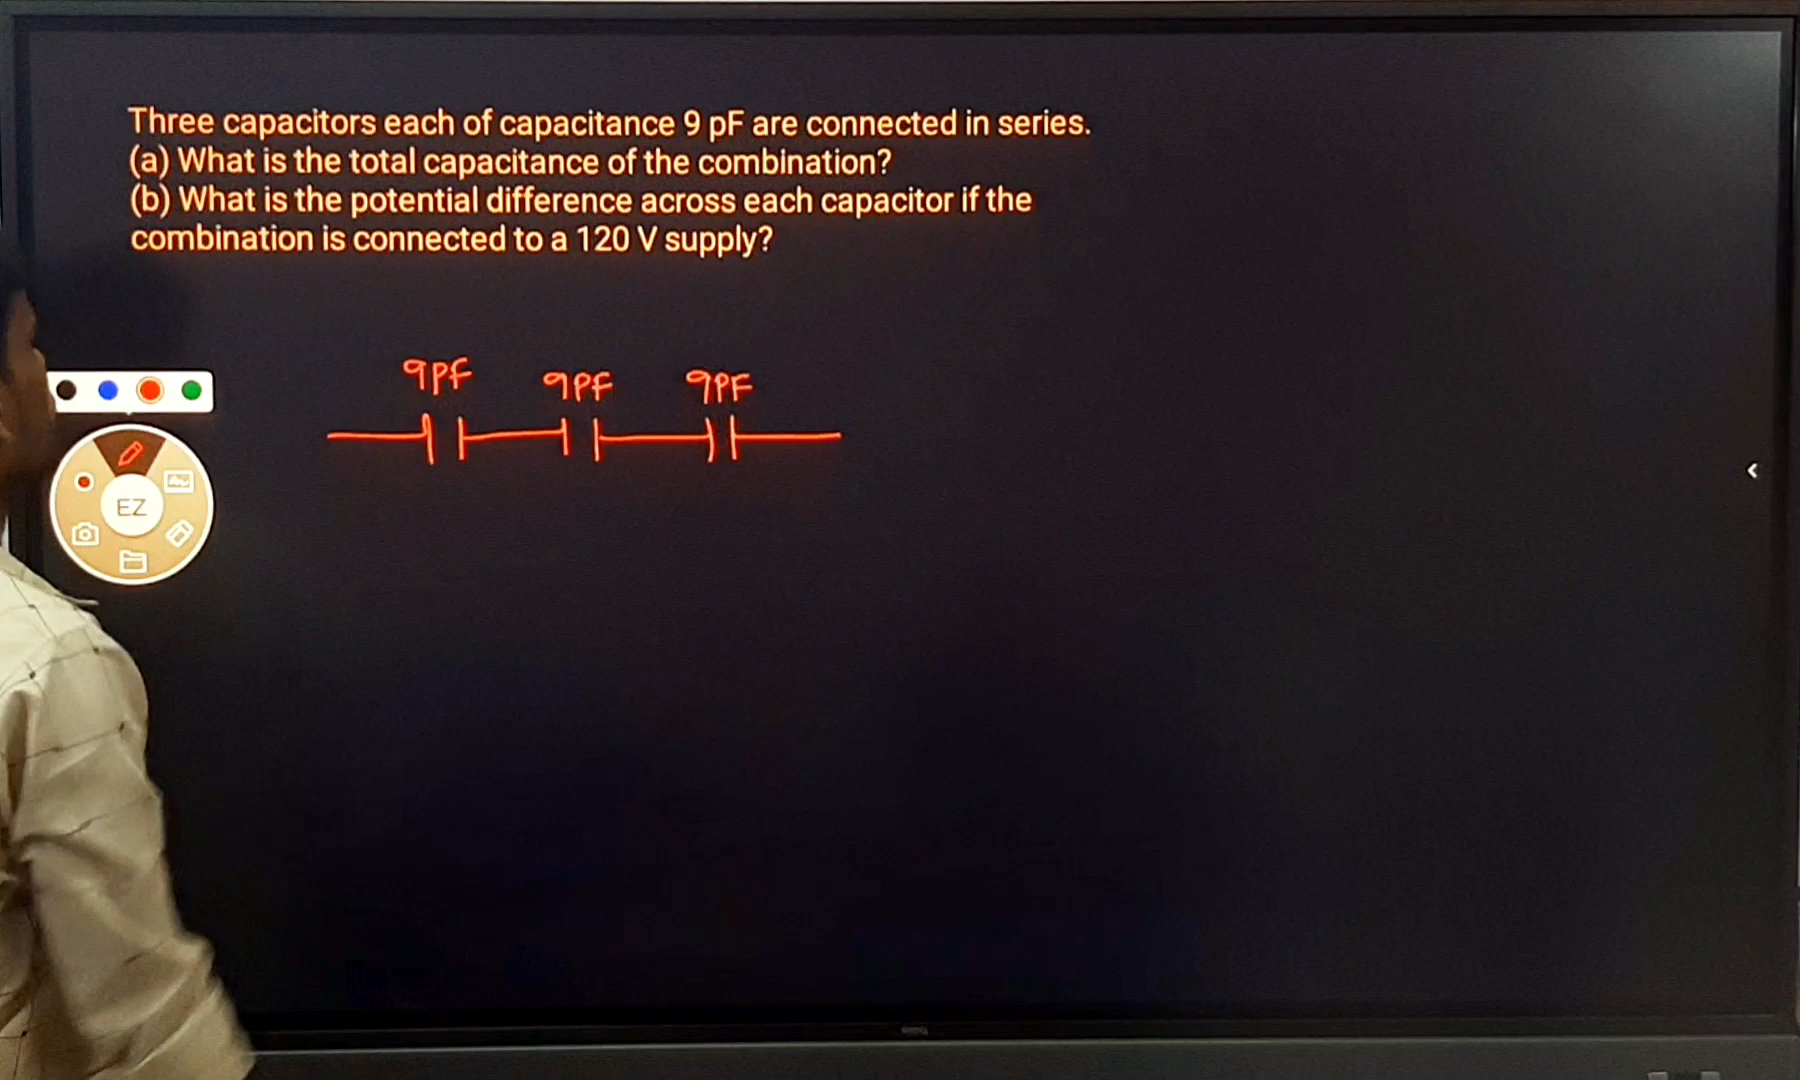 Three capacitors each of capacitance 9 pF are connected in series.
(a) What is the total capacitance of the combination?
(b) What is the potential difference across each capacitor if the
combination is connected to a 120 V supply?
9PF 9PF 9PF
EZ